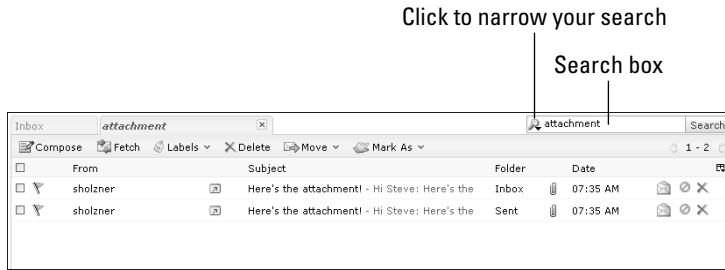 Click to narrow your search
Search box
Inbox attachment attachment Search
Compose Fetch Labels Delete Move Mark As 1 - 2
From Subject Folder Date
sholzner Here's the attachment! - Hi Steve: Here's the Inbox 07:35 AM
sholzner Here's the attachment! - Hi Steve: Here's the Sent 07:35 AM